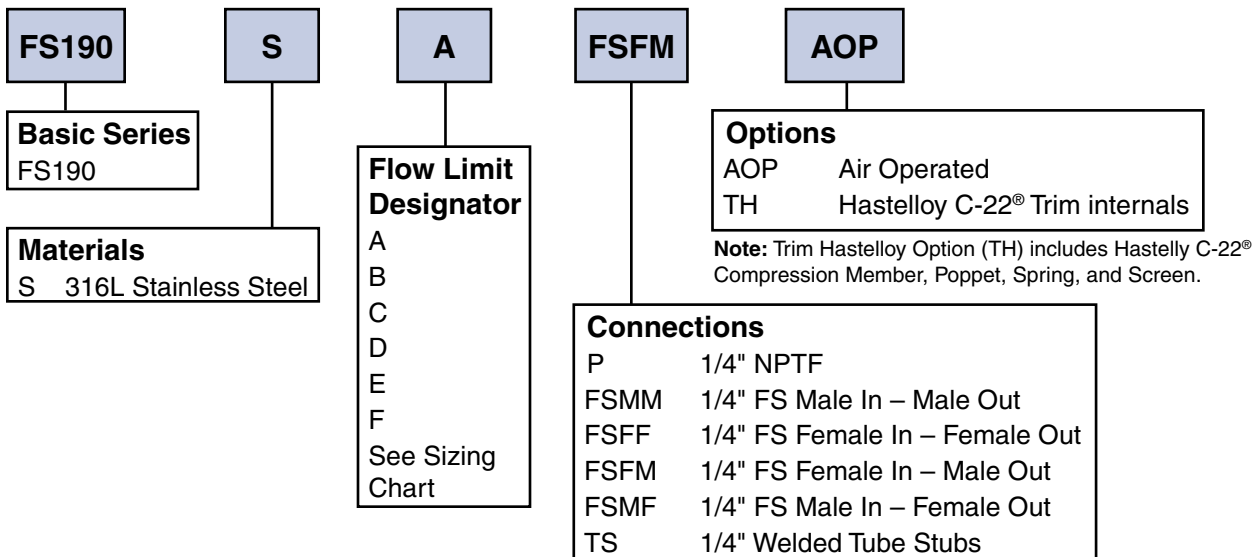 FS190 S A FSFM AOP
Basic Series
FS190
Materials
S 316L Stainless Steel
Flow Limit
Designator
A
B
C
D
E
F
See Sizing
Chart
Options
AOP Air Operated
TH Hastelloy C-22® Trim internals
Note: Trim Hastelloy Option (TH) includes Hastelly C-22®
Compression Member, Poppet, Spring, and Screen.
Connections
P 1/4" NPTF
FSMM 1/4" FS Male In – Male Out
FSFF 1/4" FS Female In – Female Out
FSFM 1/4" FS Female In – Male Out
FSMF 1/4" FS Male In – Female Out
TS 1/4" Welded Tube Stubs